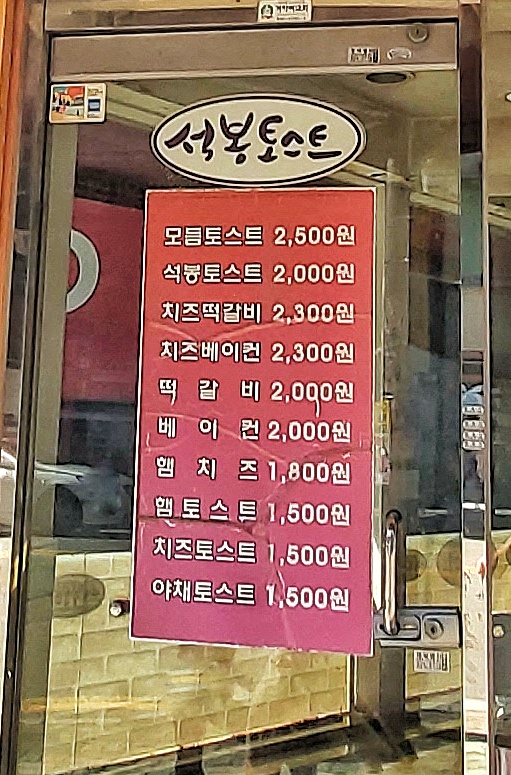 석봉토스트
모듬토스트 2,500원
석봉토스트 2,000원
치즈떡갈비 2,300원
치즈베이컨 2,300원
떡 갈 비 2,000원
베 이 컨 2,000원
햄 치 즈 1,800원
햄 토 스 트 1,500원
치즈토스트 1,500원
야채토스트 1,500원